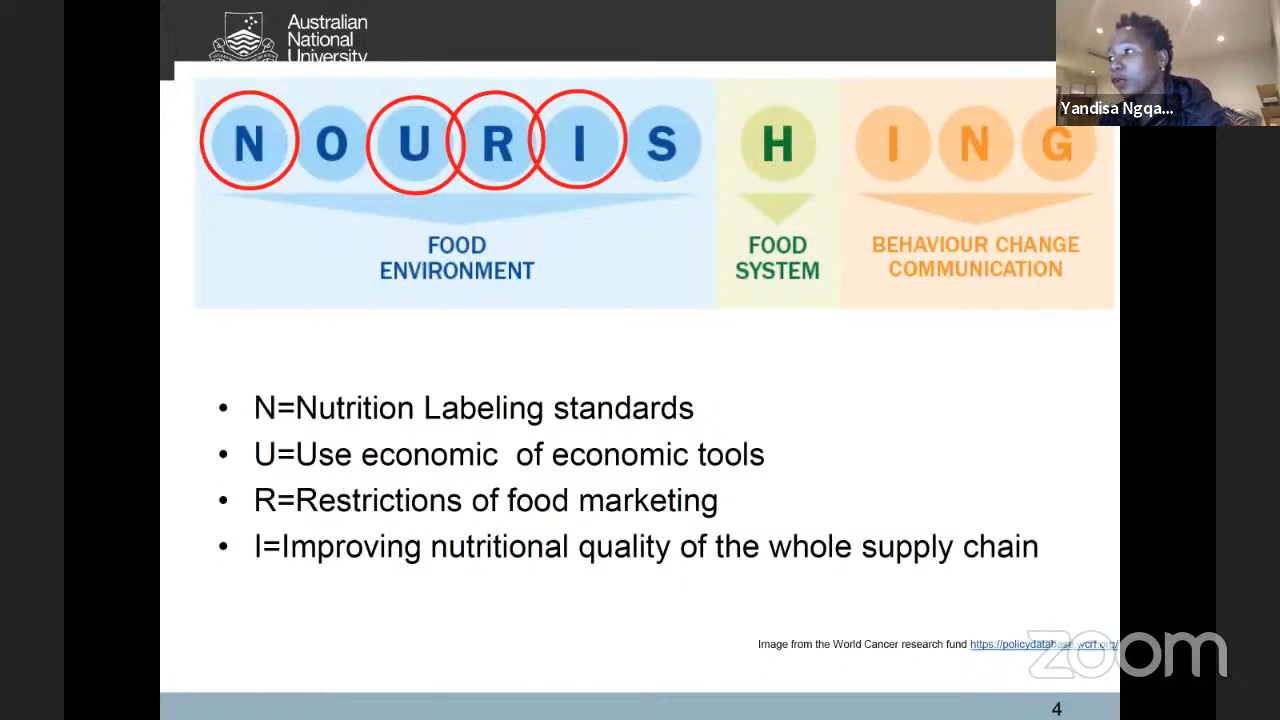 Australian
National
University
Yandisa Ngqa...
N O U R I S H I N G
FOOD
ENVIRONMENT
FOOD
SYSTEM
BEHAVIOUR CHANGE
COMMUNICATION
• N=Nutrition Labeling standards
• U=Use economic of economic tools
• R=Restrictions of food marketing
• I=Improving nutritional quality of the whole supply chain
Image from the World Cancer research fund https://policydatabase.wcrf.org/
zoom
4